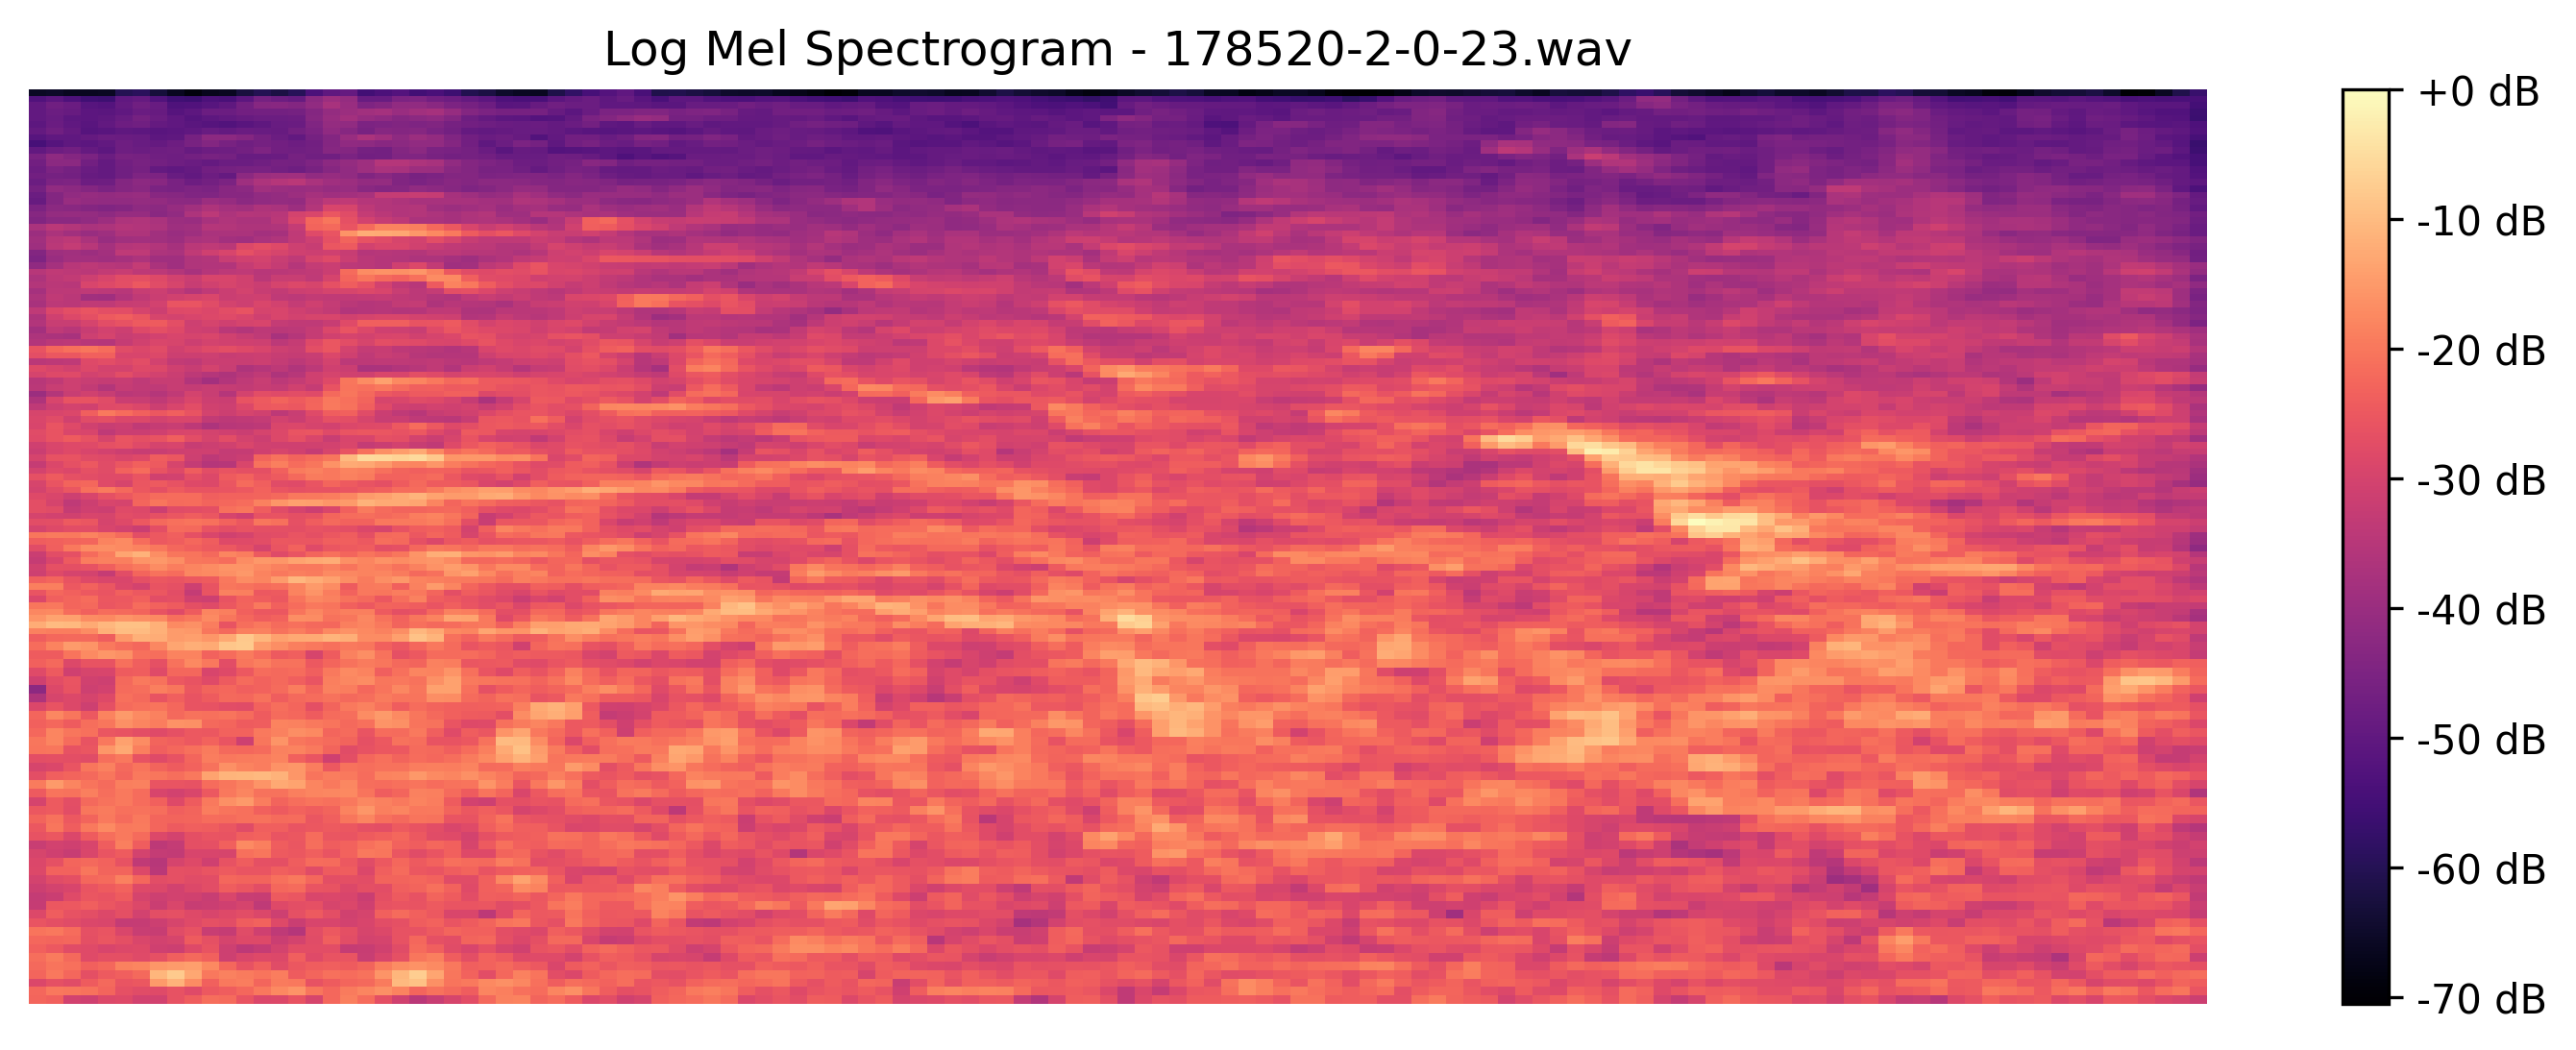 Log Mel Spectrogram - 178520-2-0-23.wav
+0 dB
-10 dB
-20 dB
-30 dB
-40 dB
-50 dB
-60 dB
-70 dB